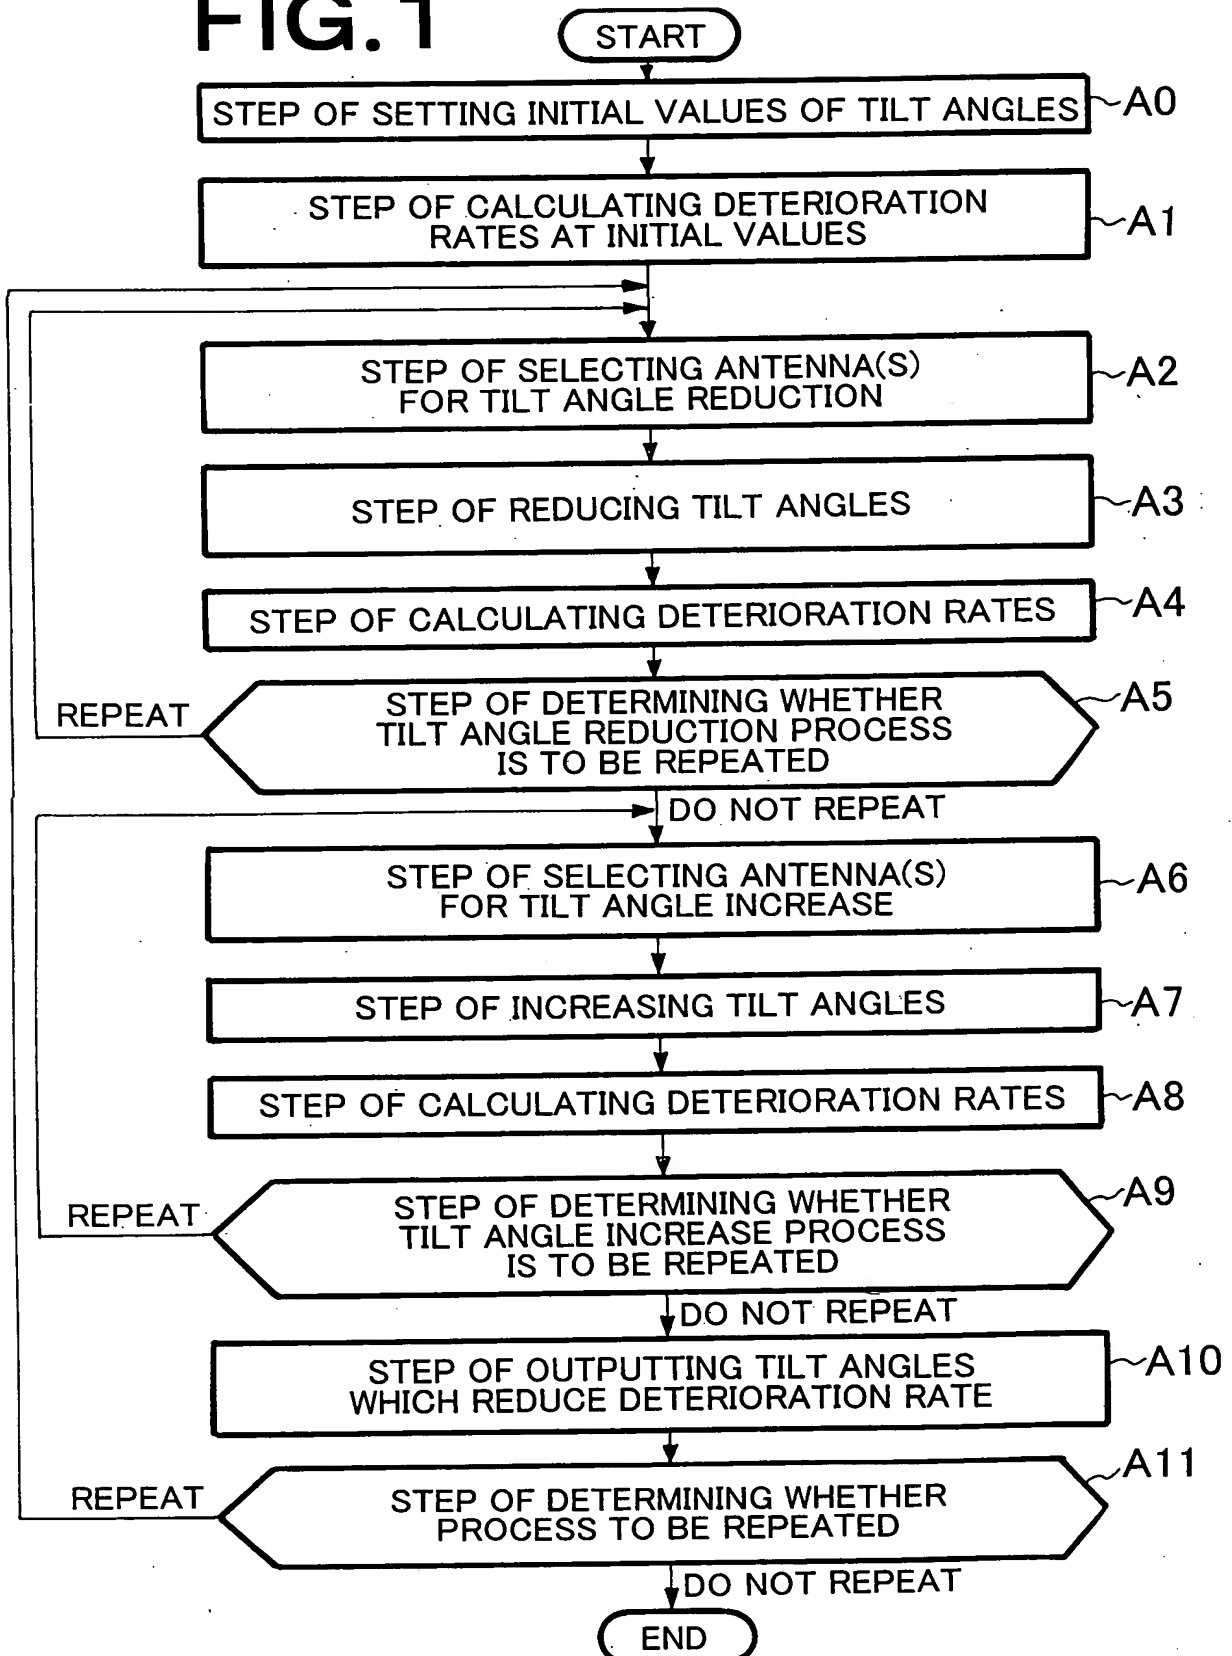 FIG. 1
START
STEP OF SETTING INITIAL VALUES OF TILT ANGLES
A0
STEP OF CALCULATING DETERIORATION
RATES AT INITIAL VALUES
A1
STEP OF SELECTING ANTENNA(S)
FOR TILT ANGLE REDUCTION
A2
STEP OF REDUCING TILT ANGLES
A3
STEP OF CALCULATING DETERIORATION RATES
A4
STEP OF DETERMINING WHETHER
TILT ANGLE REDUCTION PROCESS
IS TO BE REPEATED
A5
REPEAT
DO NOT REPEAT
STEP OF SELECTING ANTENNA(S)
FOR TILT ANGLE INCREASE
A6
STEP OF INCREASING TILT ANGLES
A7
STEP OF CALCULATING DETERIORATION RATES
A8
STEP OF DETERMINING WHETHER
TILT ANGLE INCREASE PROCESS
IS TO BE REPEATED
A9
REPEAT
DO NOT REPEAT
STEP OF OUTPUTTING TILT ANGLES
WHICH REDUCE DETERIORATION RATE
A10
STEP OF DETERMINING WHETHER
PROCESS TO BE REPEATED
A11
REPEAT
DO NOT REPEAT
END